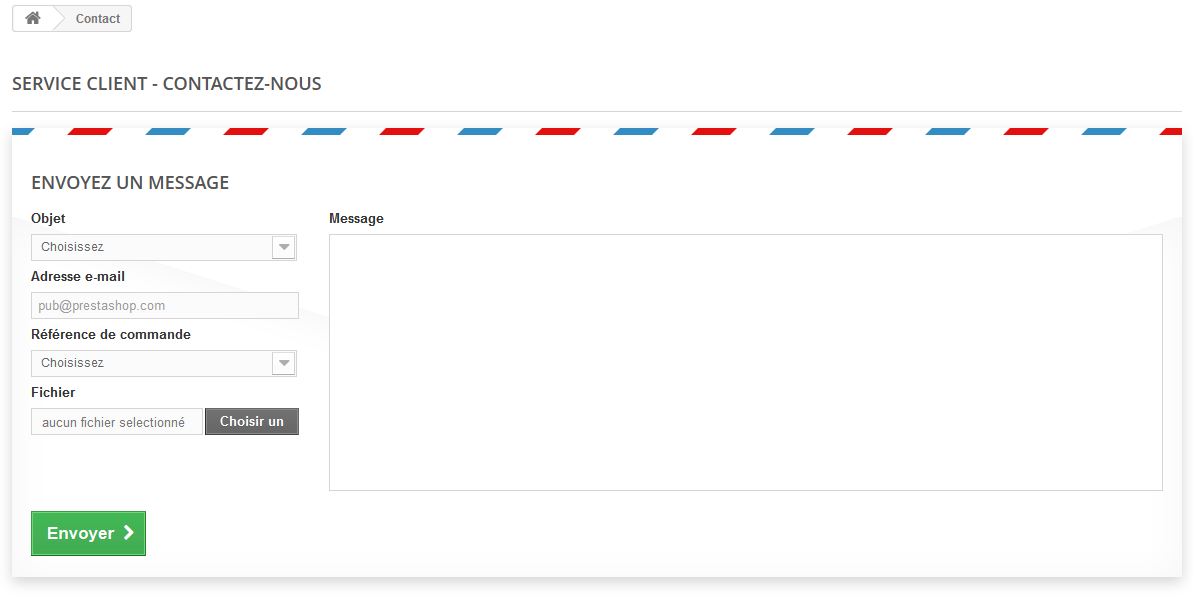 Contact
SERVICE CLIENT - CONTACTEZ-NOUS
ENVOYEZ UN MESSAGE
Objet
Choisissez
Adresse e-mail
pub@prestashop.com
Référence de commande
Choisissez
Fichier
aucun fichier selectionné
Choisir un
Message
Envoyer